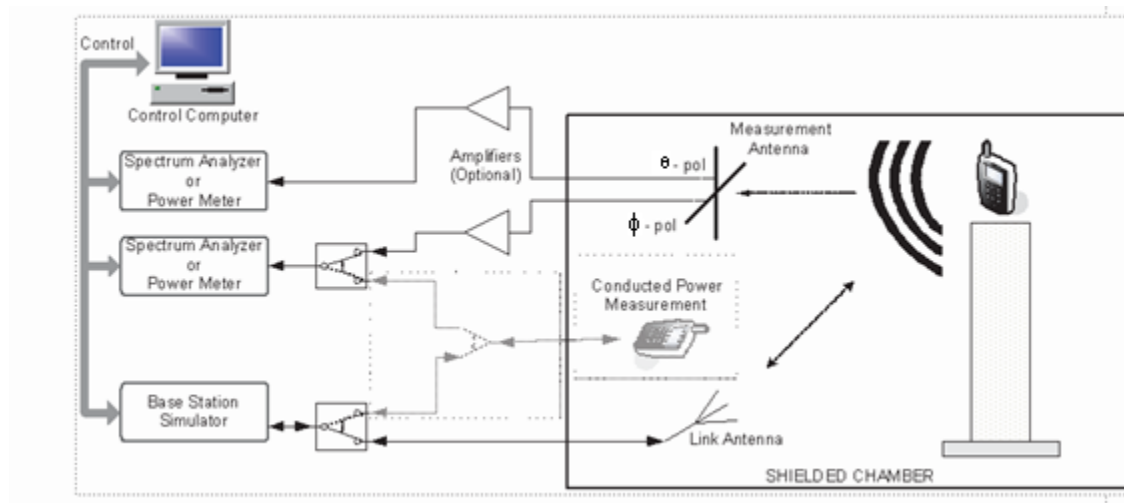 Control
Control Computer
Spectrum Analyzer
or
Power Meter
Amplifiers
(Optional)
Measurement
Antenna
θ - pol
ϕ - pol
Spectrum Analyzer
or
Power Meter
Conducted Power
Measurement
Base Station
Simulator
Link Antenna
SHIELDED CHAMBER